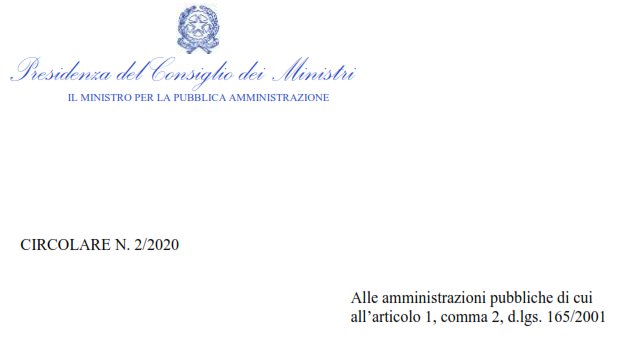 Presidenza del Consiglio dei Ministri
IL MINISTRO PER LA PUBBLICA AMMINISTRAZIONE
CIRCOLARE N. 2/2020
Alle amministrazioni pubbliche di cui
all’articolo 1, comma 2, d.lgs. 165/2001